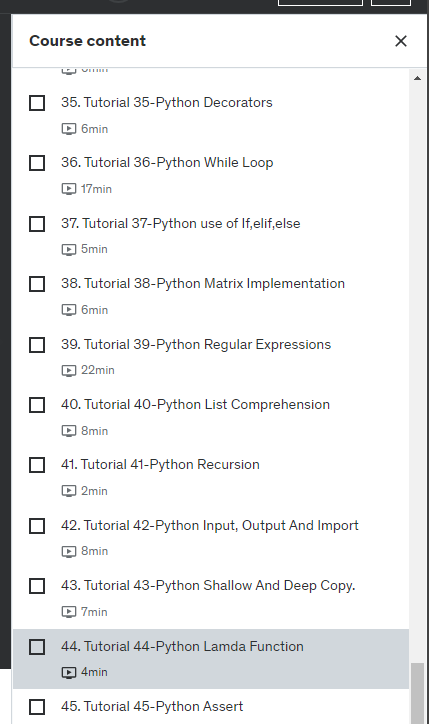 Course content
35. Tutorial 35-Python Decorators
6min
36. Tutorial 36-Python While Loop
17min
37. Tutorial 37-Python use of If,elif,else
5min
38. Tutorial 38-Python Matrix Implementation
6min
39. Tutorial 39-Python Regular Expressions
22min
40. Tutorial 40-Python List Comprehension
8min
41. Tutorial 41-Python Recursion
2min
42. Tutorial 42-Python Input, Output And Import
8min
43. Tutorial 43-Python Shallow And Deep Copy.
7min
44. Tutorial 44-Python Lamda Function
4min
45. Tutorial 45-Python Assert